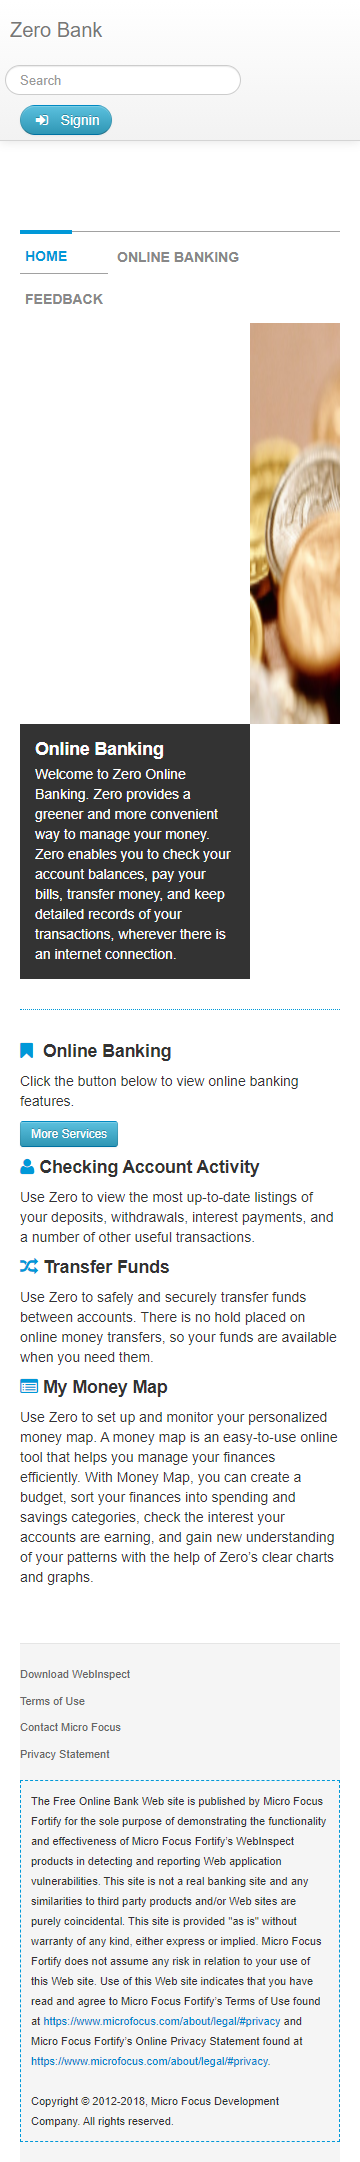 Zero Bank
Search
Signin
HOME
ONLINE BANKING
FEEDBACK
Online Banking
Welcome to Zero Online
Banking. Zero provides a
greener and more convenient
way to manage your money.
Zero enables you to check your
account balances, pay your
bills, transfer money, and keep
detailed records of your
transactions, wherever there is
an internet connection.
Online Banking
Click the button below to view online banking
features.
More Services
Checking Account Activity
Use Zero to view the most up-to-date listings of
your deposits, withdrawals, interest payments, and
a number of other useful transactions.
Transfer Funds
Use Zero to safely and securely transfer funds
between accounts. There is no hold placed on
online money transfers, so your funds are available
when you need them.
My Money Map
Use Zero to set up and monitor your personalized
money map. A money map is an easy-to-use online
tool that helps you manage your finances
efficiently. With Money Map, you can create a
budget, sort your finances into spending and
savings categories, check the interest your
accounts are earning, and gain new understanding
of your patterns with the help of Zero's clear charts
and graphs.
Download WebInspect
Terms of Use
Contact Micro Focus
Privacy Statement
The Free Online Bank Web site is published by Micro Focus
Fortify for the sole purpose of demonstrating the functionality
and effectiveness of Micro Focus Fortify's WebInspect
products in detecting and reporting Web application
vulnerabilities. This site is not a real banking site and any
similarities to third party products and/or Web sites are
purely coincidental. This site is provided "as is" without
warranty of any kind, either express or implied. Micro Focus
Fortify does not assume any risk in relation to your use of
this Web site. Use of this Web site indicates that you have
read and agree to Micro Focus Fortify's Terms of Use found
at https://www.microfocus.com/about/legal/#privacy and
Micro Focus Fortify's Online Privacy Statement found at
https://www.microfocus.com/about/legal/#privacy.
Copyright © 2012-2018, Micro Focus Development
Company. All rights reserved.